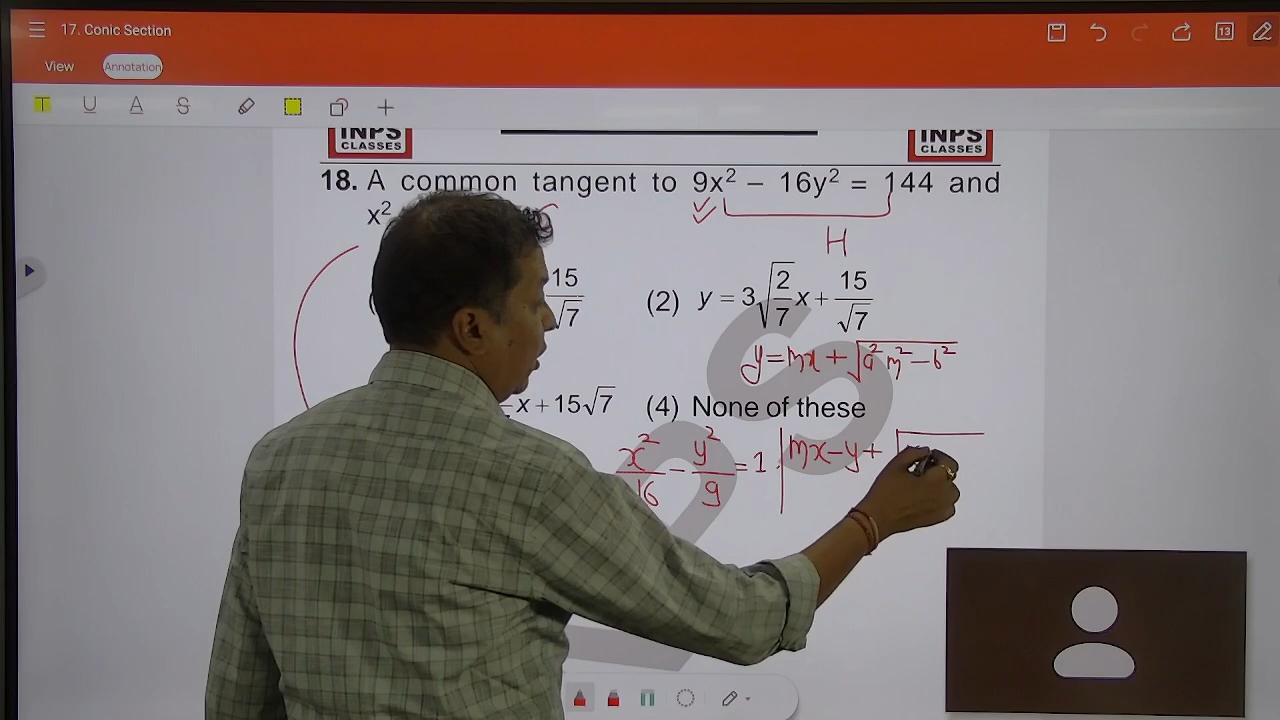 17. Conic Section
13
View
Annotation
T U A S
INPS
CLASSES
INPS
CLASSES
18. A common tangent to 9x² − 16y² = 144 and
x²
H
15
√7
(2) y = 3√(2/7) x + 15/√7
y = mx + √(a²m² − b²)
x + 15√7 (4) None of these
x²/16 − y²/9 = 1 | mx − y + √